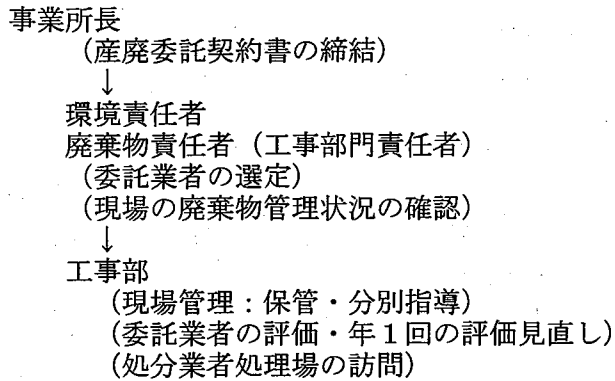 事業所長
（産廃委託契約書の締結）
↓
環境責任者
廃棄物責任者（工事部門責任者）
（委託業者の選定）
（現場の廃棄物管理状況の確認）
↓
工事部
（現場管理：保管・分別指導）
（委託業者の評価・年１回の評価見直し）
（処分業者処理場の訪問）